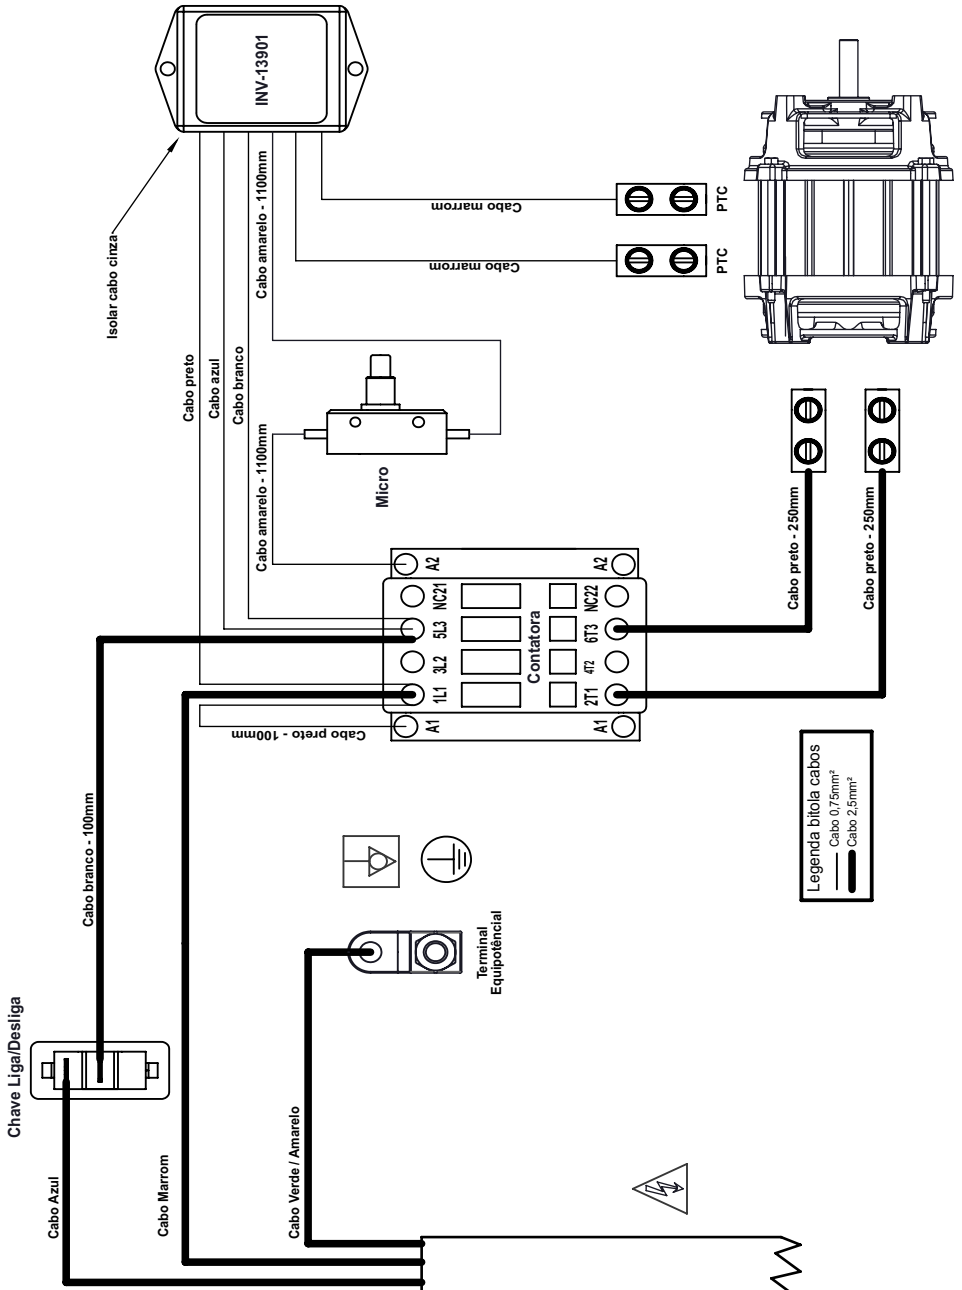 INV-13901
Isolar cabo cinza
Cabo preto
Cabo azul
Cabo branco
Cabo amarelo - 1100mm
Cabo marrom
Cabo marrom
PTC
PTC
Cabo amarelo - 1100mm
Micro
Cabo preto - 250mm
Cabo preto - 250mm
A2
NC21
5L3
3L2
1L1
A1
Contatora
A2
NC22
6T3
4T2
2T1
A1
Cabo preto - 100mm
Cabo branco - 100mm
Legenda bitola cabos
Cabo 0,75mm²
Cabo 2,5mm²
Terminal
Equipotêncial
Chave Liga/Desliga
Cabo Azul
Cabo Marrom
Cabo Verde / Amarelo